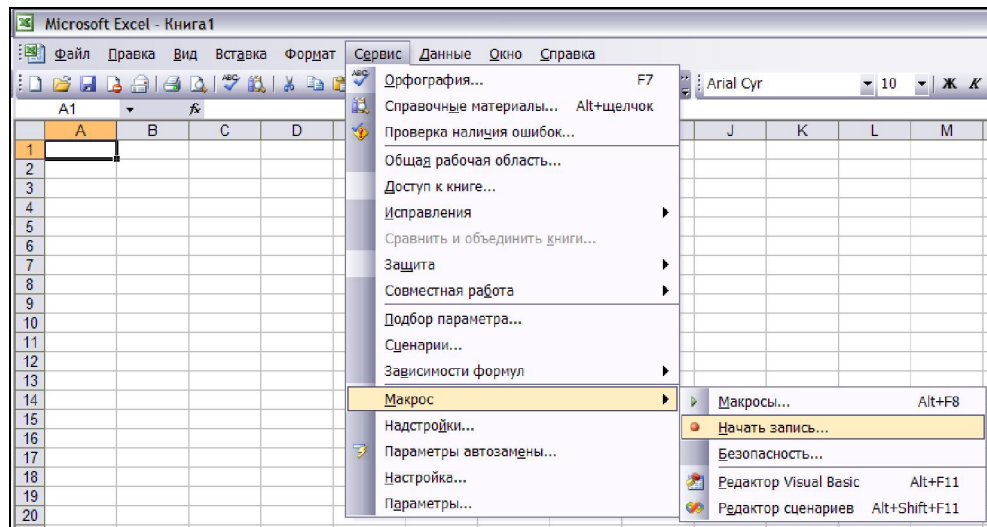 Microsoft Excel - Книга1
Файл Правка Вид Вставка Формат Сервис Данные Окно Справка
Arial Cyr 10 Ж К
A1 fx
A B C D J K L M
1
2
3
4
5
6
7
8
9
10
11
12
13
14
15
16
17
18
19
20
Орфография... F7
Справочные материалы... Alt+щелчок
Проверка наличия ошибок...
Общая рабочая область...
Доступ к книге...
Исправления
Сравнить и объединить книги...
Защита
Совместная работа
Подбор параметра...
Сценарии...
Зависимости формул
Макрос
Надстройки...
Параметры автозамены...
Настройка...
Параметры...
Макросы... Alt+F8
Начать запись...
Безопасность...
Редактор Visual Basic Alt+F11
Редактор сценариев Alt+Shift+F11